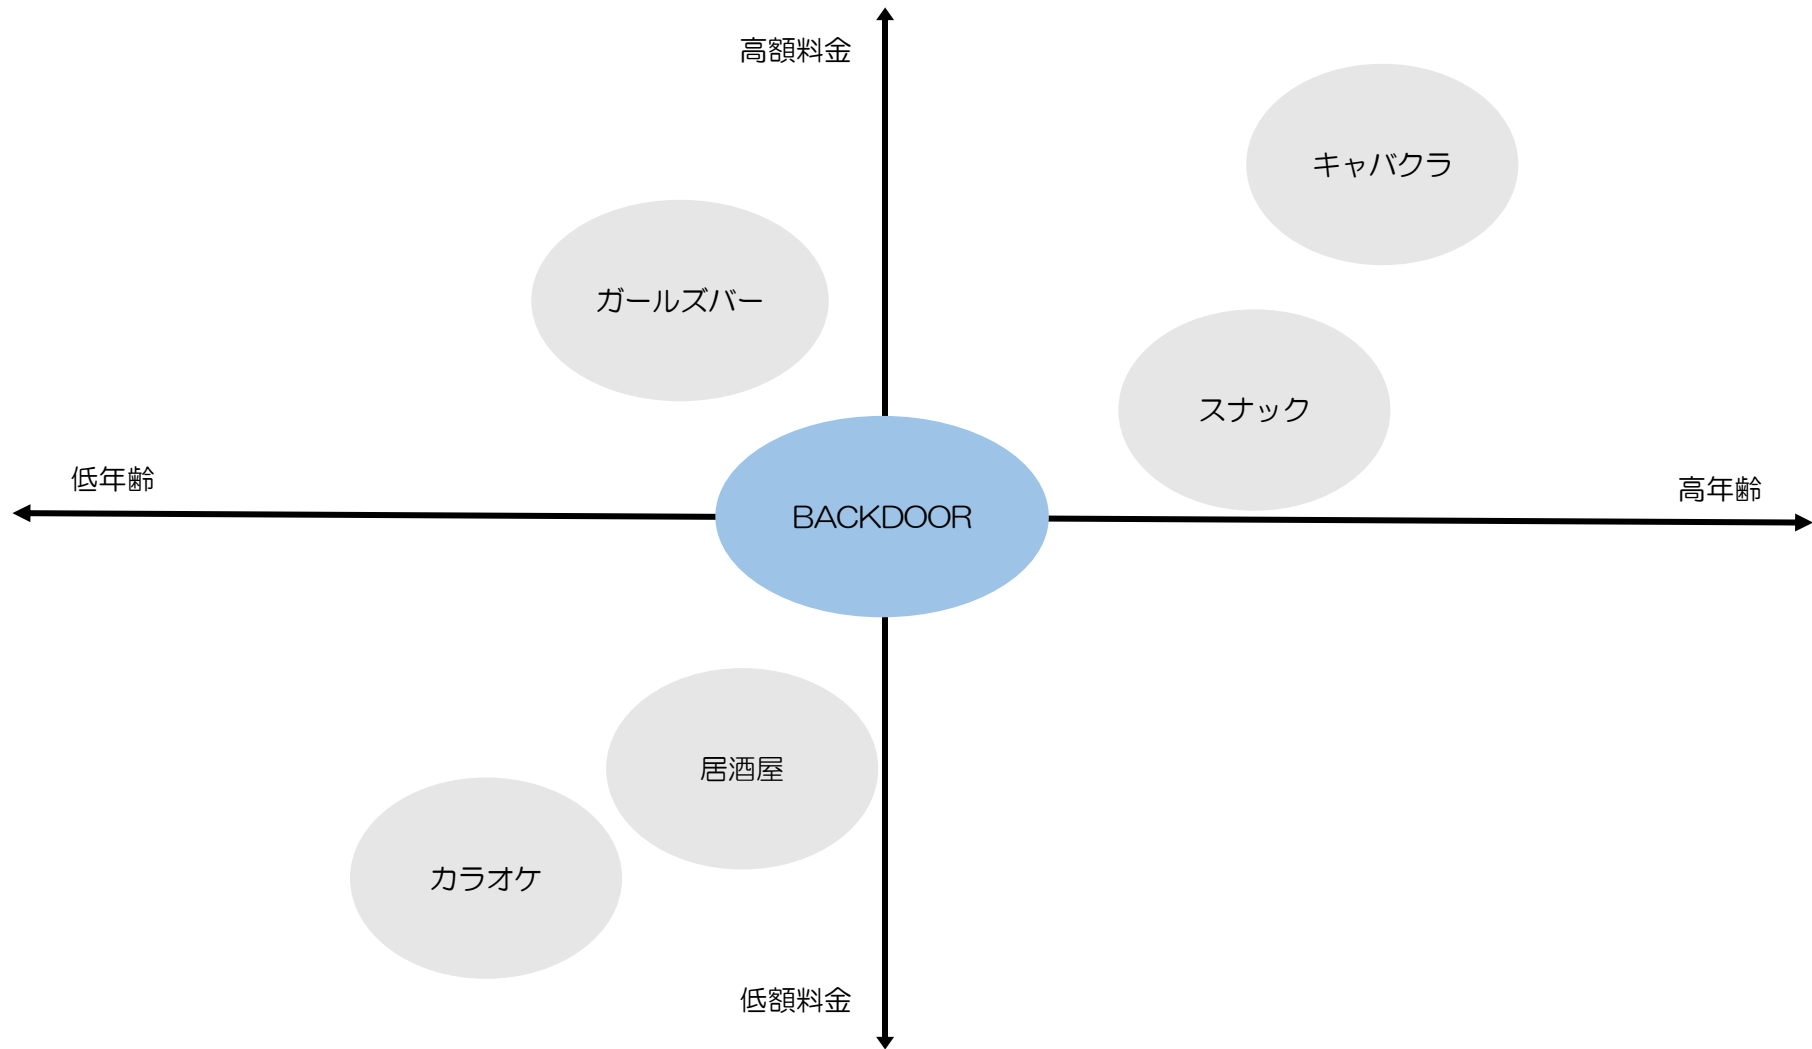 高額料金
キャバクラ
ガールズバー
スナック
低年齢
高年齢
BACKDOOR
居酒屋
カラオケ
低額料金